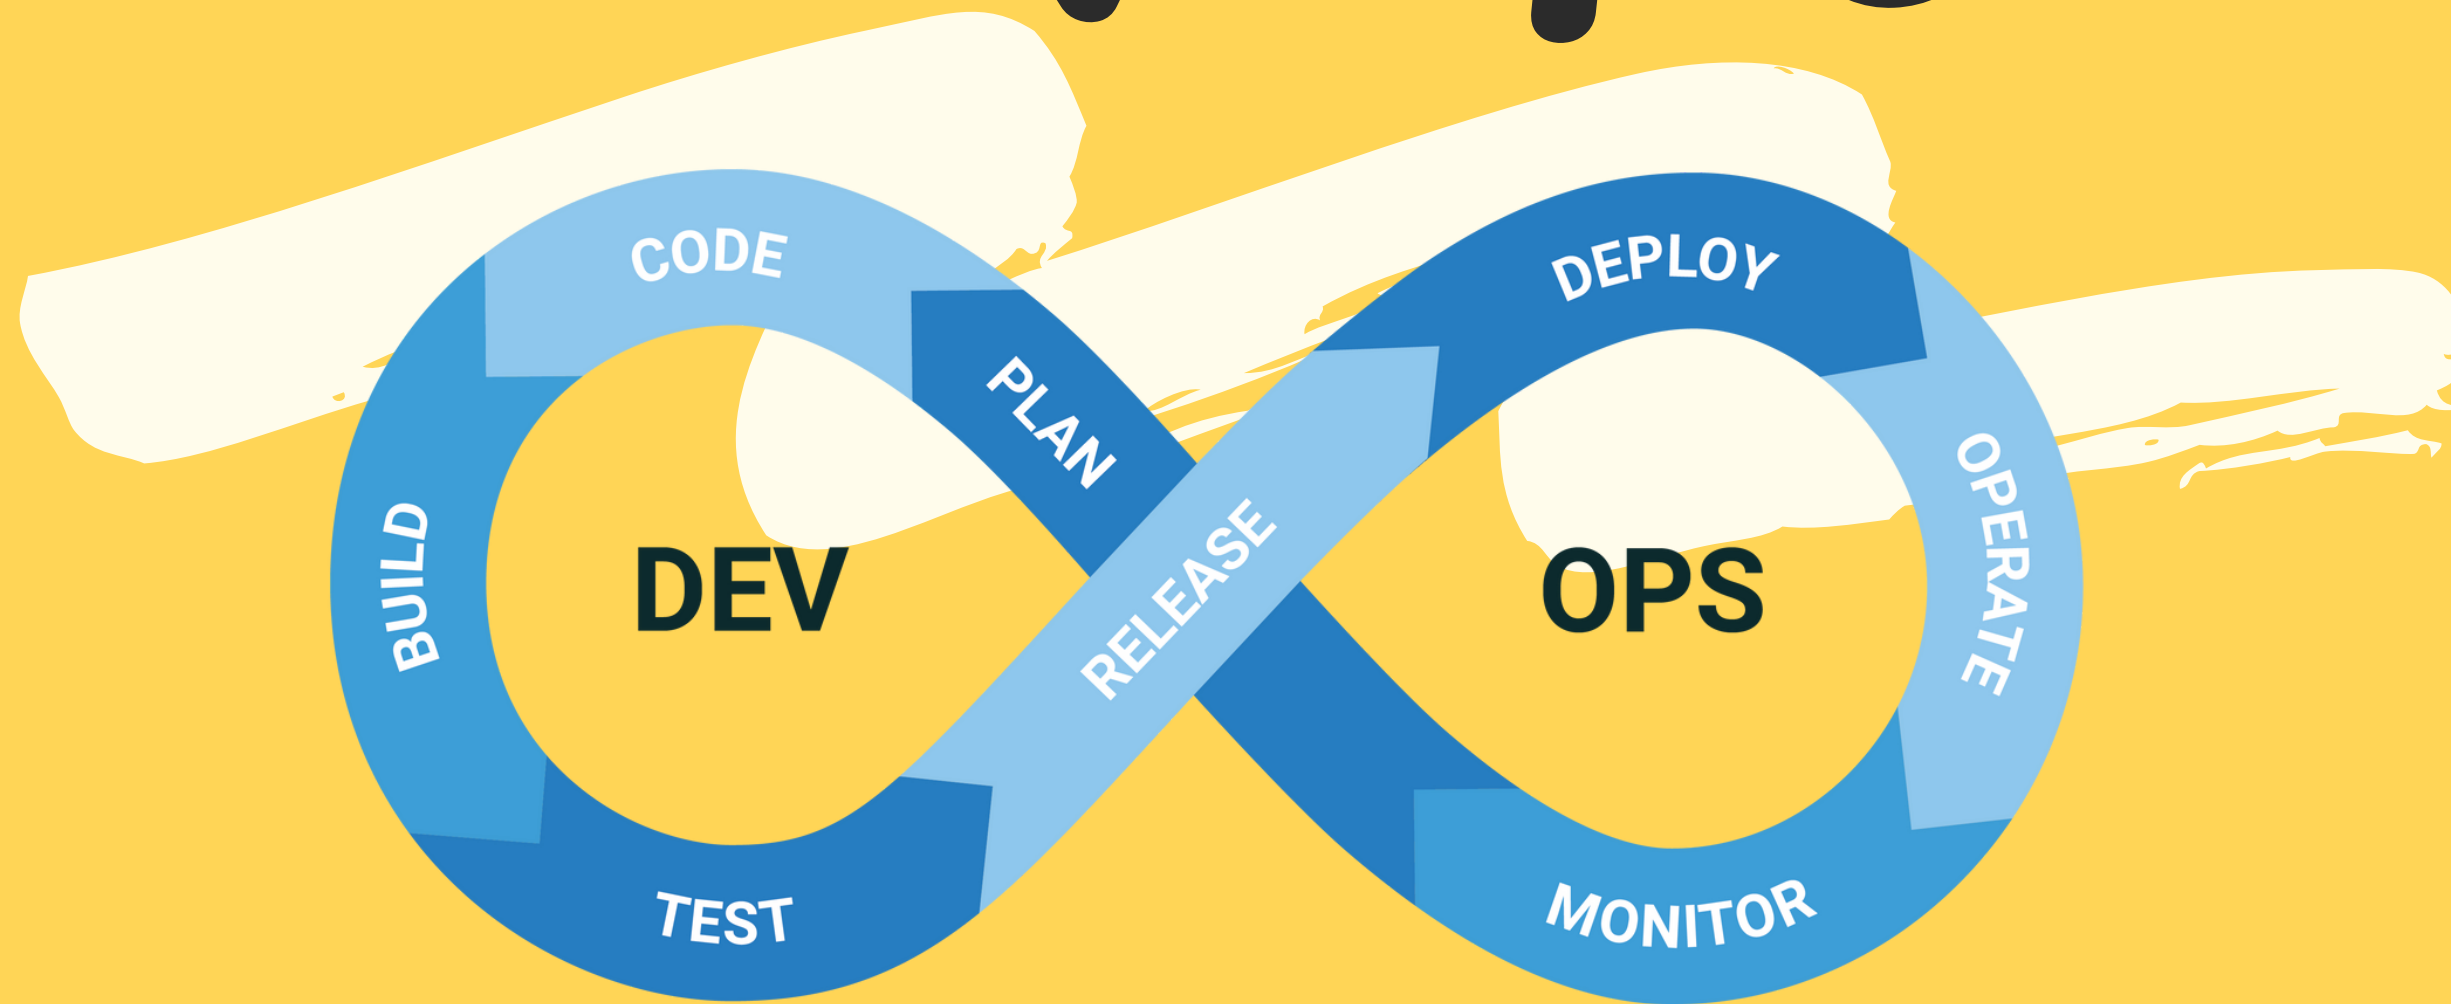 CODE
DEPLOY
PLAN
OPERATE
BUILD
DEV
RELEASE
OPS
TEST
MONITOR